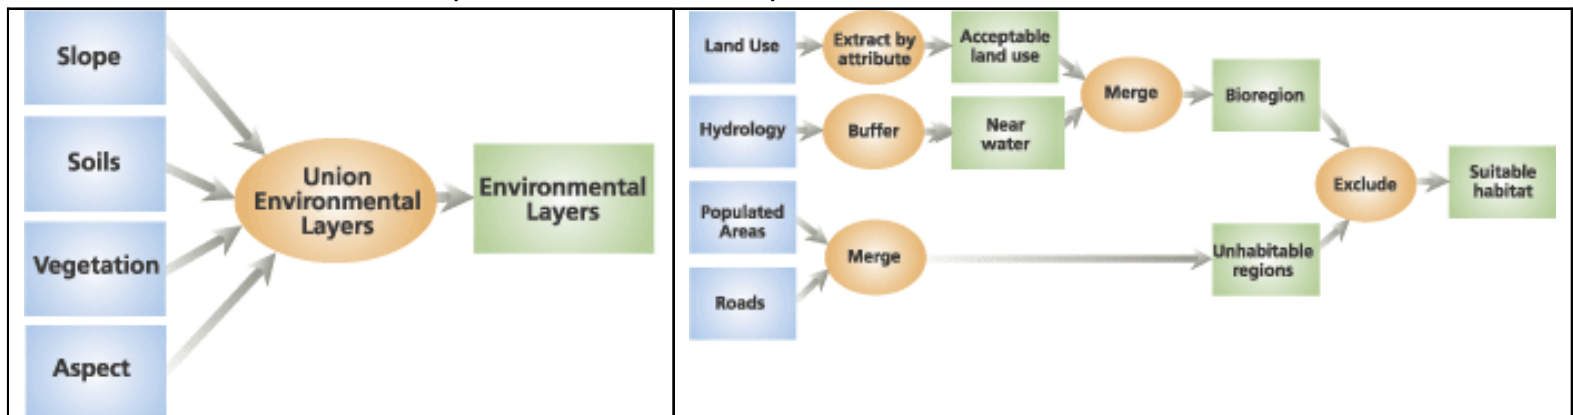 Slope
Soils
Vegetation
Aspect
Union
Environmental
Layers
Environmental
Layers
Land Use
Extract by
attribute
Acceptable
land use
Merge
Bioregion
Hydrology
Buffer
Near
water
Exclude
Suitable
habitat
Populated
Areas
Merge
Unhabitable
regions
Roads